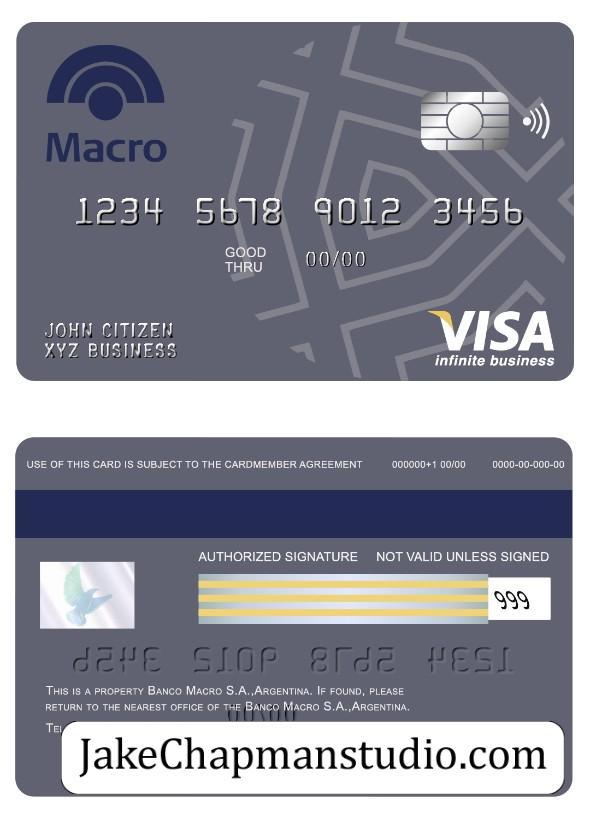 Macro
1234 5678 9012 3456
GOOD
THRU 00/00
JOHN CITIZEN
XYZ BUSINESS
VISA
infinite business
USE OF THIS CARD IS SUBJECT TO THE CARDMEMBER AGREEMENT 000000+1 00/00 0000-00-000-00
AUTHORIZED SIGNATURE NOT VALID UNLESS SIGNED
999
THIS IS A PROPERTY BANCO MACRO S.A.,ARGENTINA. IF FOUND, PLEASE
RETURN TO THE NEAREST OFFICE OF THE BANCO MACRO S.A.,ARGENTINA.
JakeChapmanstudio.com